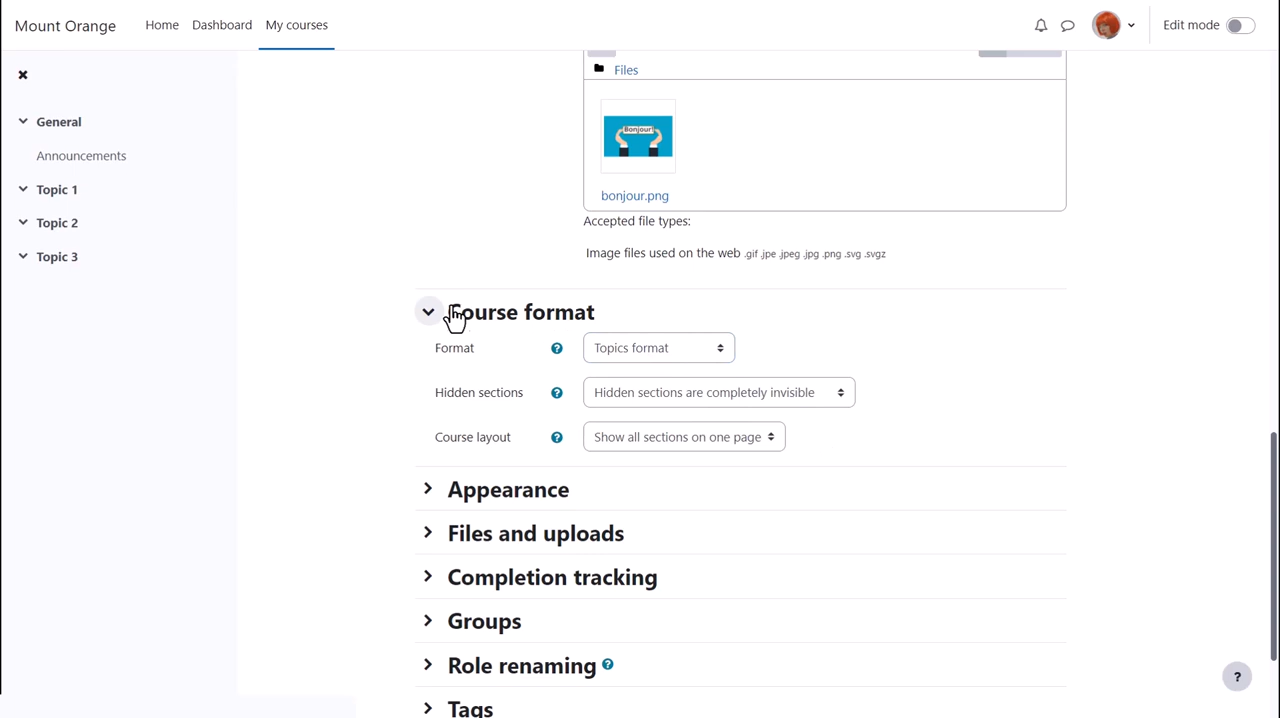 Mount Orange Home Dashboard My courses Edit mode
Files
Bonjour!
bonjour.png
Accepted file types:
Image files used on the web .gif .jpe .jpeg .jpg .png .svg .svgz
General
Announcements
Topic 1
Topic 2
Topic 3
Course format
Format ? Topics format
Hidden sections ? Hidden sections are completely invisible
Course layout ? Show all sections on one page
Appearance
Files and uploads
Completion tracking
Groups
Role renaming ?
Tags
?